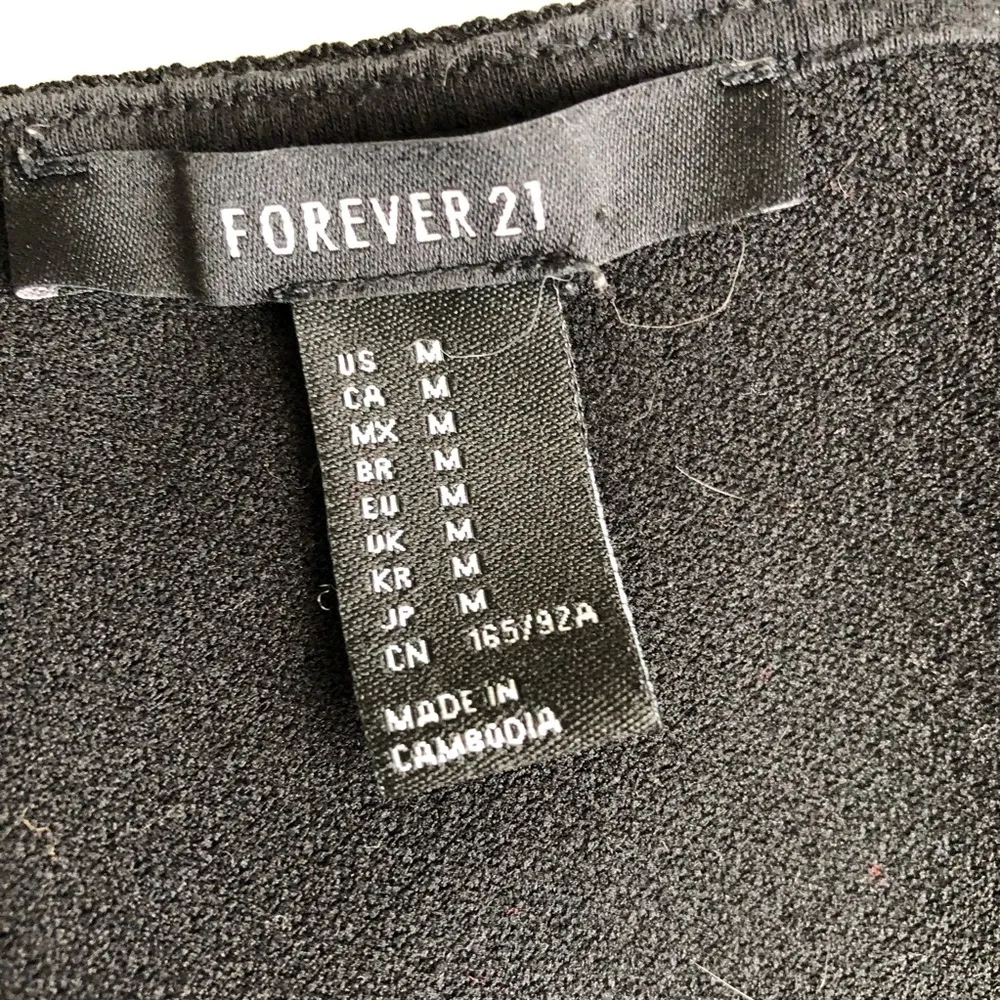 FOREVER 21
US M
CA M
MX M
BR M
EU M
UK M
KR M
JP M
CN 165/92A
MADE IN
CAMBODIA